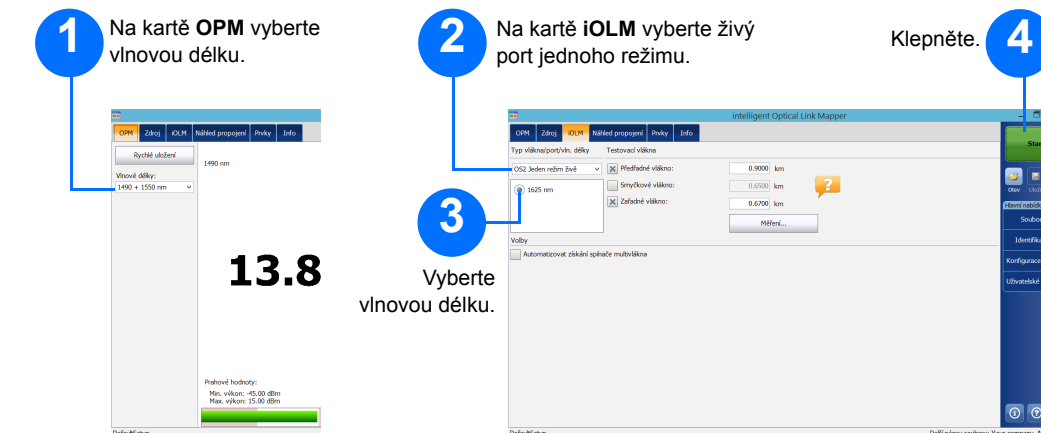 1
Na kartě OPM vyberte
vlnovou délku.
2
Na kartě iOLM vyberte živý
port jednoho režimu.
Klepněte.
4
OPM Zdroj iOLM Náhled propojení Prvky Info
Rychlé uložení
1490 nm
Vlnové délky:
1490 + 1550 nm
13.8
Prahové hodnoty:
Min. výkon: -45.00 dBm
Max. výkon: 15.00 dBm
3
Vyberte
vlnovou délku.
intelligent Optical Link Mapper
OPM Zdroj iOLM Náhled propojení Prvky Info
Typ vlákna/port/vln. délky Testovací vlákna
OS2 Jeden režim živě
Předřadné vlákno: 0.9000 km
1625 nm
Smyčkové vlákno: 0.6500 km
?
Zařadné vlákno: 0.6700 km
Měření...
Volby
Automatizovat získání spínače multivlákna
Star
Otev Uloži
Hlavní nabídk
Soubor
Identifika
Konfigurace
Uživatelské